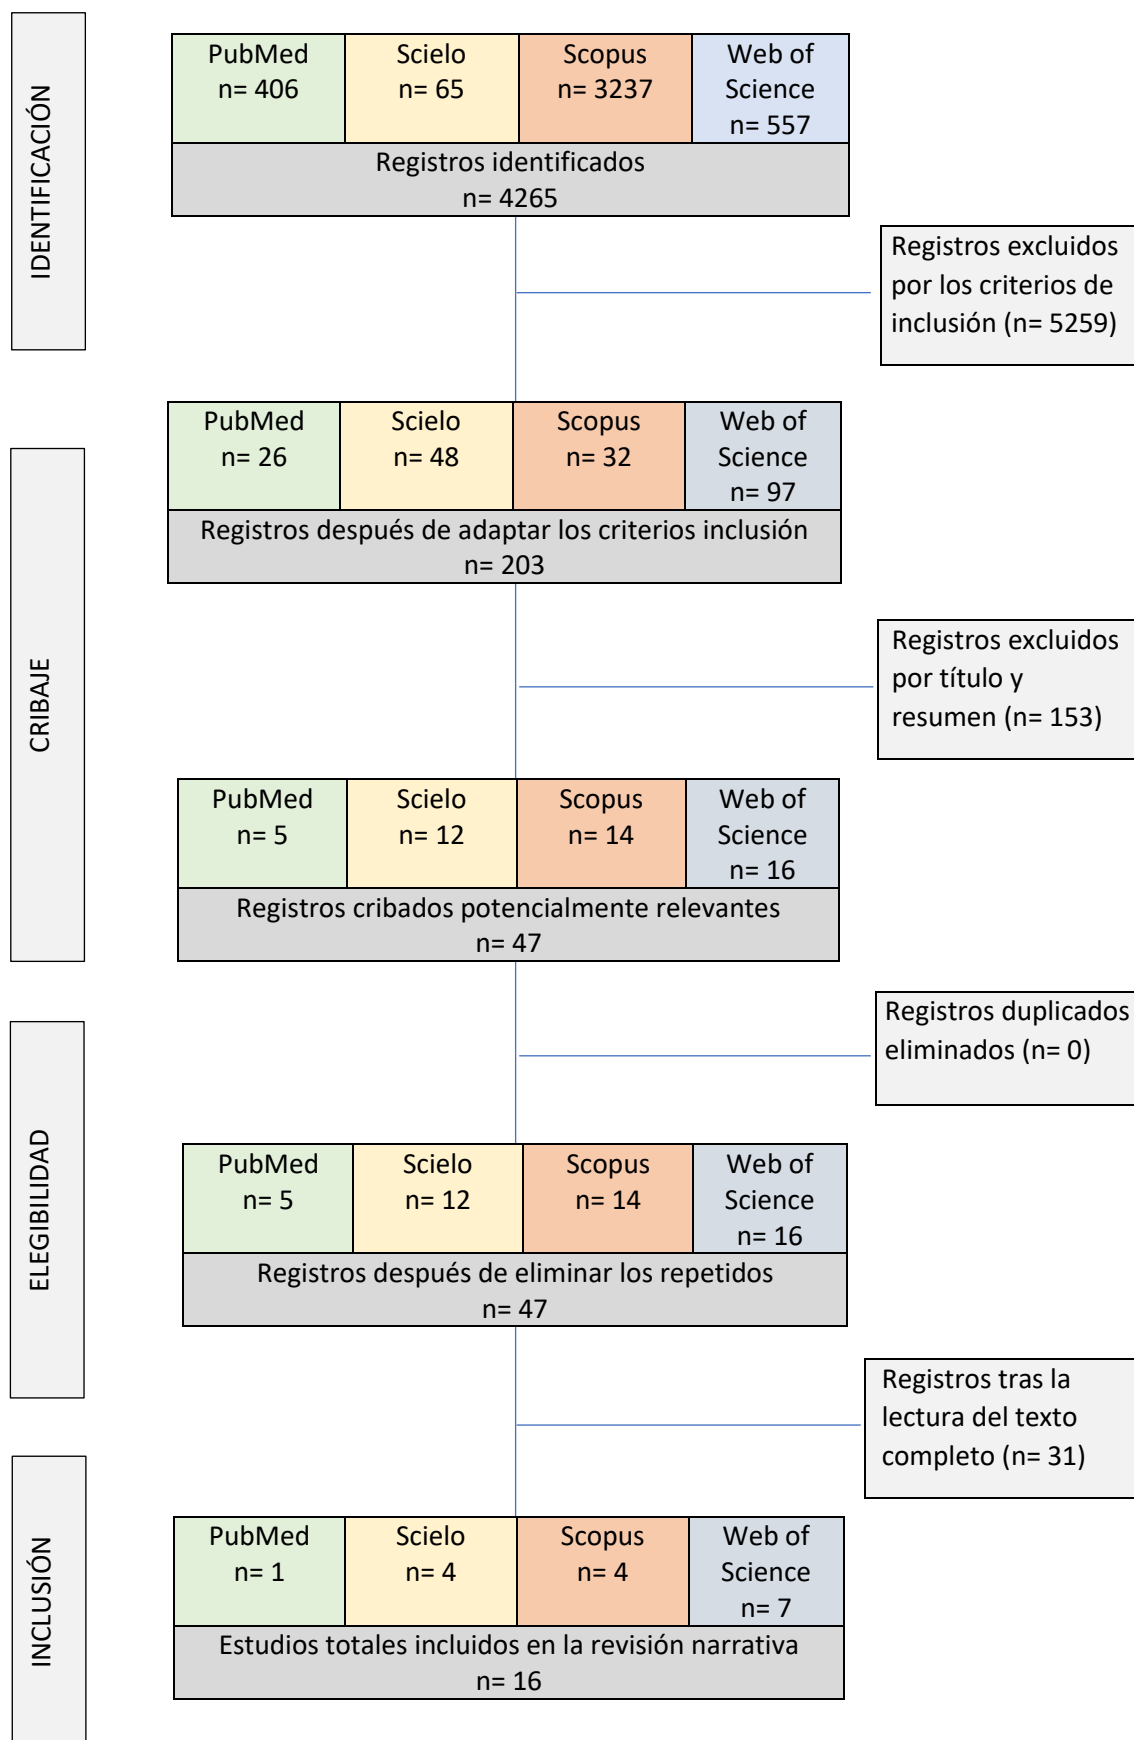 IDENTIFICACIÓN
PubMed
n= 406
Scielo
n= 65
Scopus
n= 3237
Web of
Science
n= 557
Registros identificados
n= 4265
Registros excluidos
por los criterios de
inclusión (n= 5259)
CRIBAJE
PubMed
n= 26
Scielo
n= 48
Scopus
n= 32
Web of
Science
n= 97
Registros después de adaptar los criterios inclusión
n= 203
Registros excluidos
por título y
resumen (n= 153)
PubMed
n= 5
Scielo
n= 12
Scopus
n= 14
Web of
Science
n= 16
Registros cribados potencialmente relevantes
n= 47
Registros duplicados
eliminados (n= 0)
ELEGIBILIDAD
PubMed
n= 5
Scielo
n= 12
Scopus
n= 14
Web of
Science
n= 16
Registros después de eliminar los repetidos
n= 47
Registros tras la
lectura del texto
completo (n= 31)
INCLUSIÓN
PubMed
n= 1
Scielo
n= 4
Scopus
n= 4
Web of
Science
n= 7
Estudios totales incluidos en la revisión narrativa
n= 16